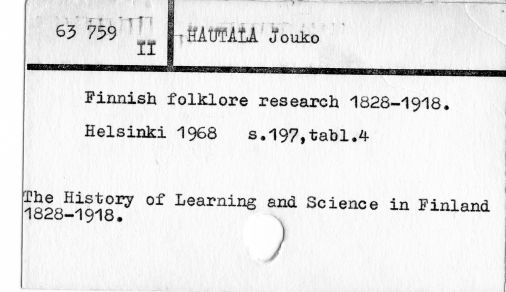 63 759
II
HAUTALA Jouko
Finnish folklore research 1828-1918.
Helsinki 1968 s.197,tabl.4
The History of Learning and Science in Finland
1828-1918.